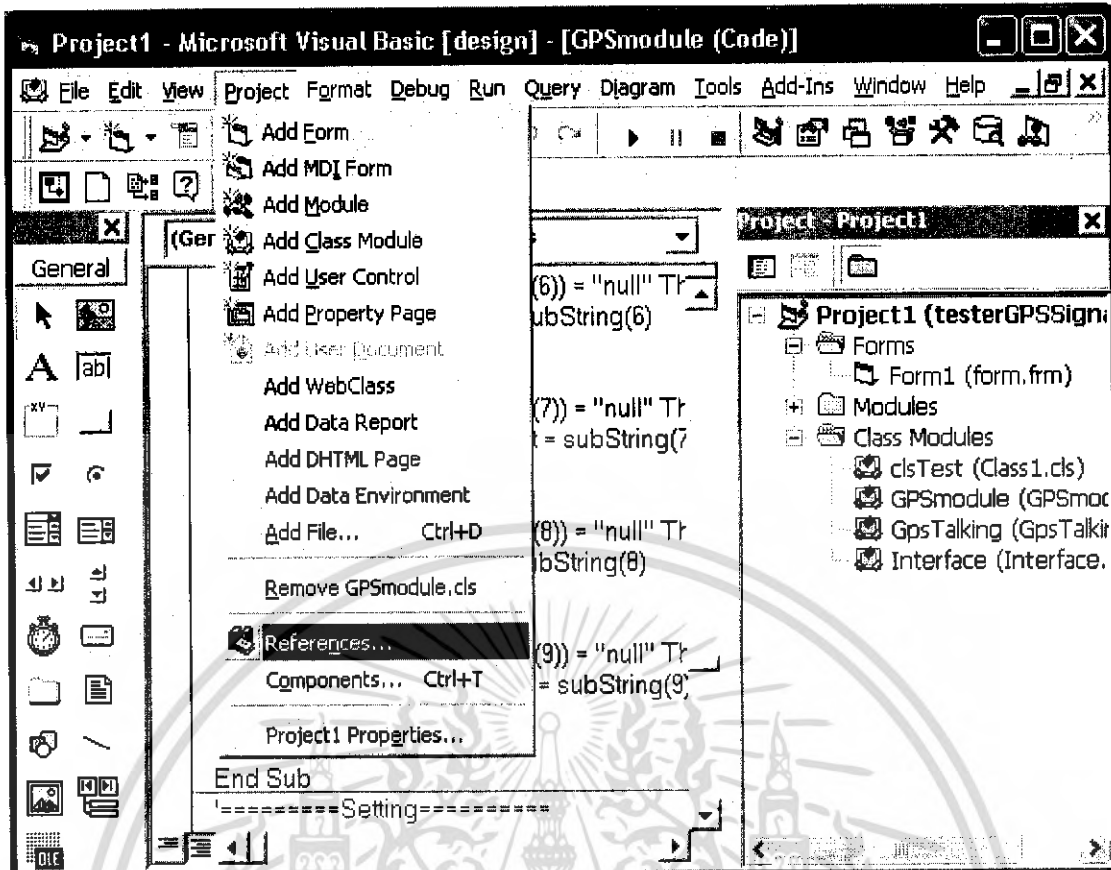 Project1 - Microsoft Visual Basic [design] - [GPSmodule (Code)]
File Edit View Project Format Debug Run Query Diagram Tools Add-Ins Window Help
General
Add Form
Add MDI Form
Add Module
Add Class Module
Add User Control
Add Property Page
Add User Document
Add WebClass
Add Data Report
Add DHTML Page
Add Data Environment
Add File... Ctrl+D
Remove GPSmodule.cls
References...
Components... Ctrl+T
Project1 Properties...
(Ger
(6)) = "null" Th
ubString(6)
(7)) = "null" Th
t = subString(7
(8)) = "null" Th
ibString(8)
(9)) = "null" Th
= subString(9)
End Sub
'=========Setting==========
Project - Project1
Project1 (testerGPSSigna
Forms
Form1 (form.frm)
Modules
Class Modules
clsTest (Class1.cls)
GPSmodule (GPSmod
GpsTalking (GpsTalkin
Interface (Interface.
A
ab
XY
OLE